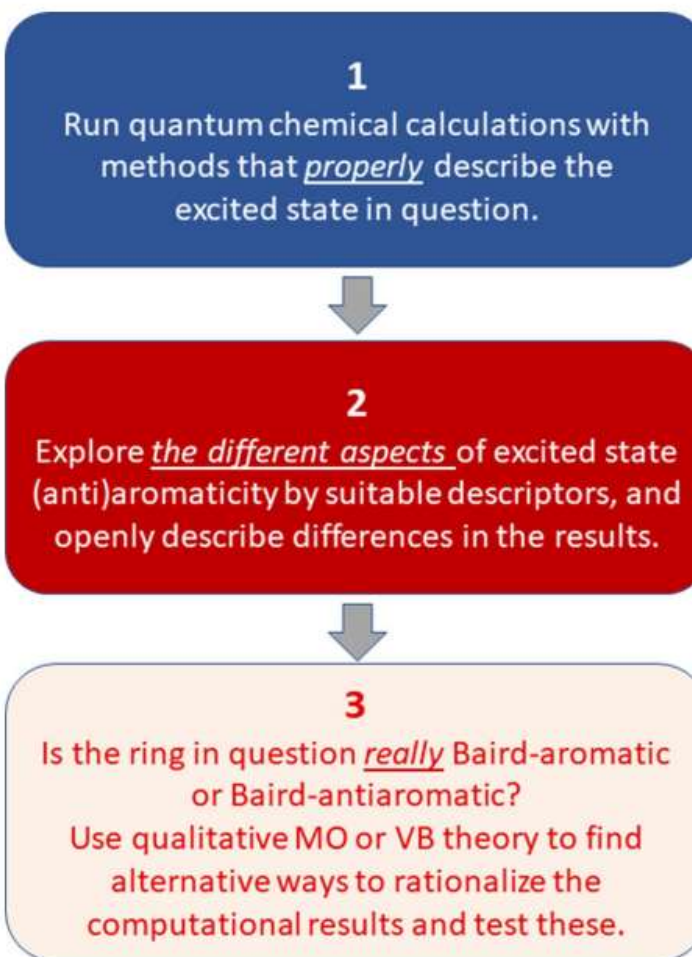 1
Run quantum chemical calculations with
methods that properly describe the
excited state in question.
2
Explore the different aspects of excited state
(anti)aromaticity by suitable descriptors, and
openly describe differences in the results.
3
Is the ring in question really Baird-aromatic
or Baird-antiaromatic?
Use qualitative MO or VB theory to find
alternative ways to rationalize the
computational results and test these.